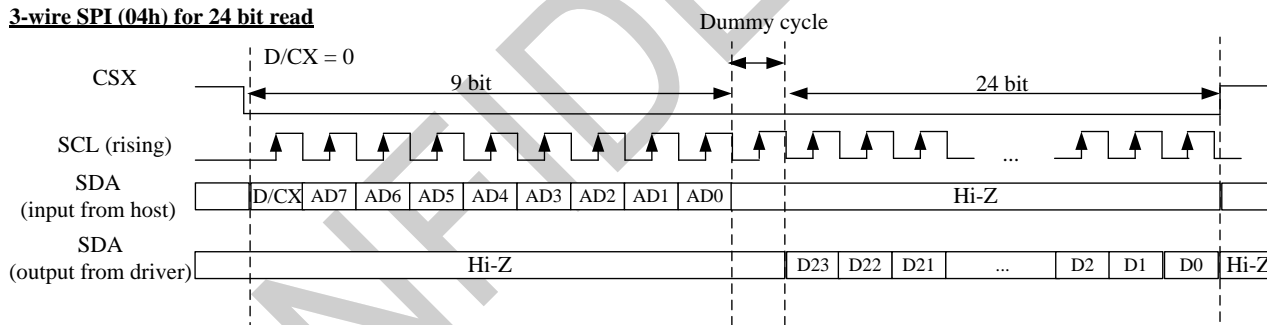 3-wire SPI (04h) for 24 bit read
Dummy cycle
D/CX = 0
CSX
9 bit
24 bit
SCL (rising)
...
SDA
(input from host)
D/CX AD7 AD6 AD5 AD4 AD3 AD2 AD1 AD0 Hi-Z
SDA
(output from driver)
Hi-Z D23 D22 D21 ... D2 D1 D0 Hi-Z